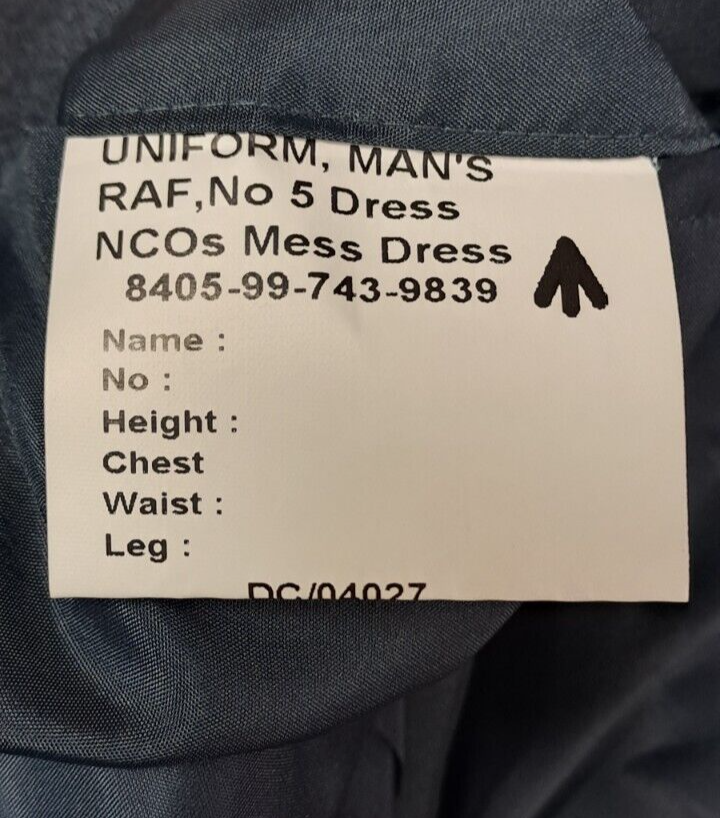 UNIFORM, MAN'S
RAF,No 5 Dress
NCOs Mess Dress
8405-99-743-9839
Name :
No :
Height :
Chest
Waist :
Leg :
DC/04027